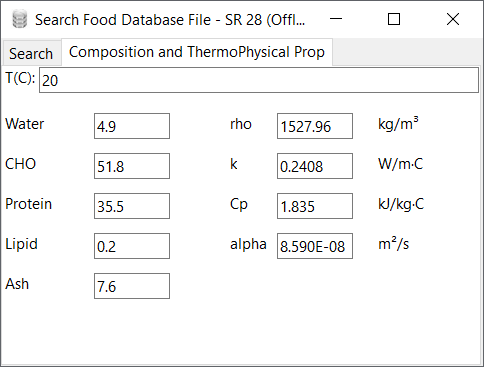 Search Food Database File - SR 28 (Offl...
Search Composition and ThermoPhysical Prop
T(C): 20
Water 4.9 rho 1527.96 kg/m³
CHO 51.8 k 0.2408 W/m·C
Protein 35.5 Cp 1.835 kJ/kg·C
Lipid 0.2 alpha 8.590E-08 m²/s
Ash 7.6